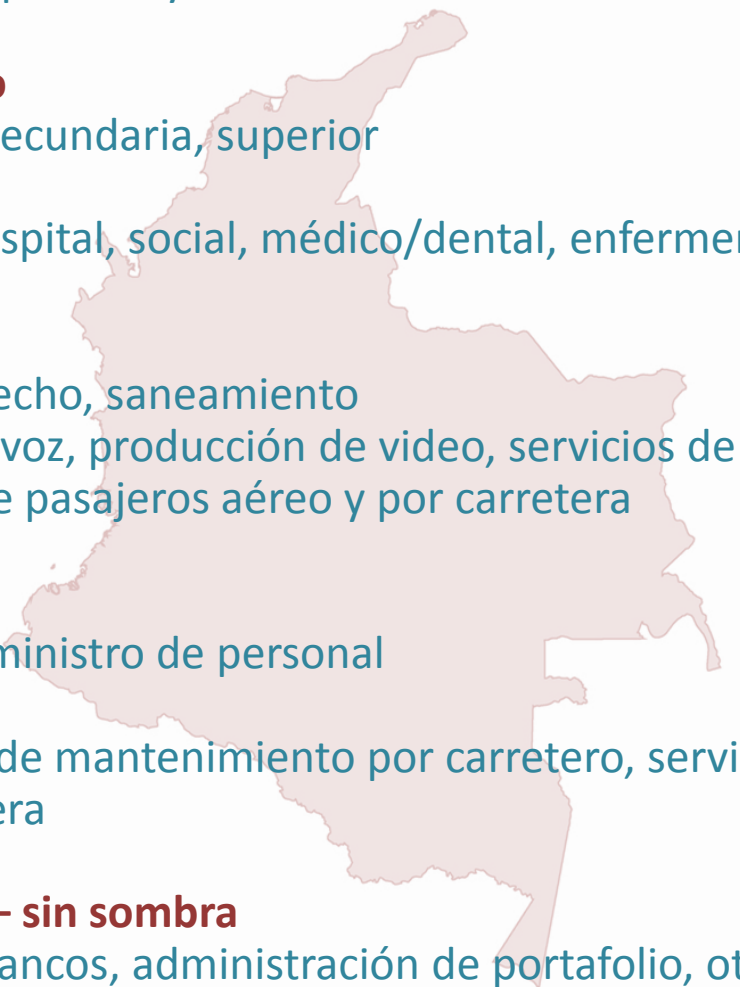 ecundaria, superior
spital, social, médico/dental, enfermer
echo, saneamiento
voz, producción de video, servicios de
e pasajeros aéreo y por carretera
ministro de personal
de mantenimiento por carretero, servi
era
– sin sombra
ancos, administración de portafolio, ot